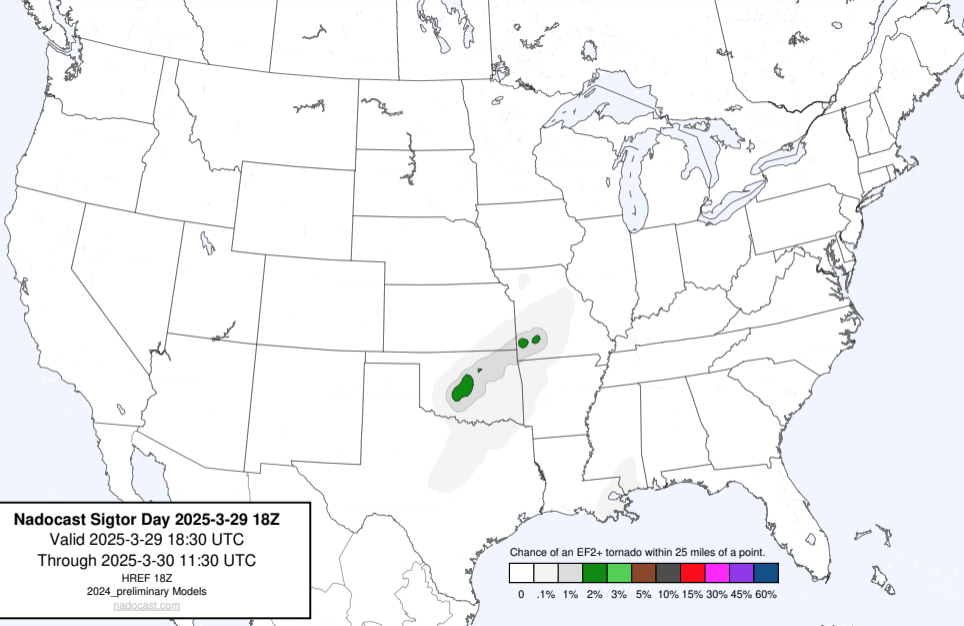 Nadocast Sigtor Day 2025-3-29 18Z
Valid 2025-3-29 18:30 UTC
Through 2025-3-30 11:30 UTC
HREF 18Z
2024_preliminary Models
nadocast.com
Chance of an EF2+ tornado within 25 miles of a point.
0 .1% 1% 2% 3% 5% 10% 15% 30% 45% 60%